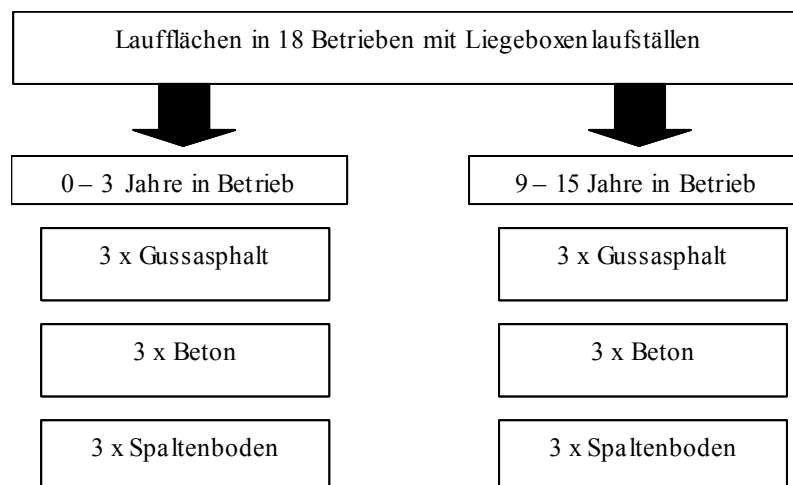 Laufflächen in 18 Betrieben mit Liegeboxenlaufställen
0 – 3 Jahre in Betrieb
9 – 15 Jahre in Betrieb
3 x Gussasphalt
3 x Gussasphalt
3 x Beton
3 x Beton
3 x Spaltenboden
3 x Spaltenboden